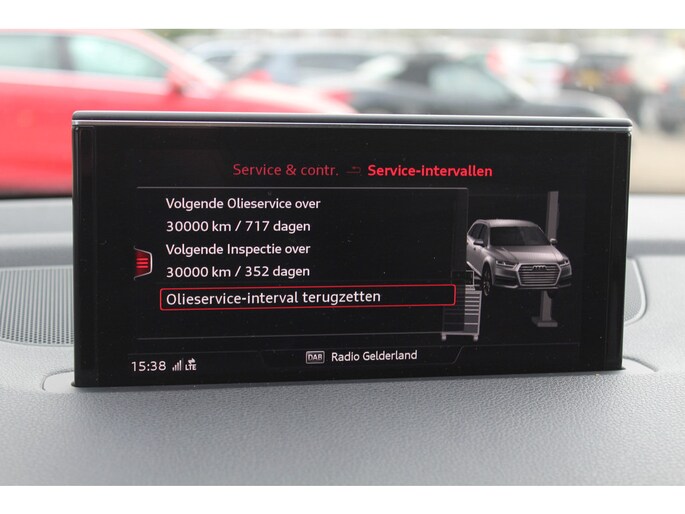 Service & contr. Service-intervallen
Volgende Olieservice over
30000 km / 717 dagen
Volgende Inspectie over
30000 km / 352 dagen
Olieservice-interval terugzetten
15:38 LTE DAB Radio Gelderland